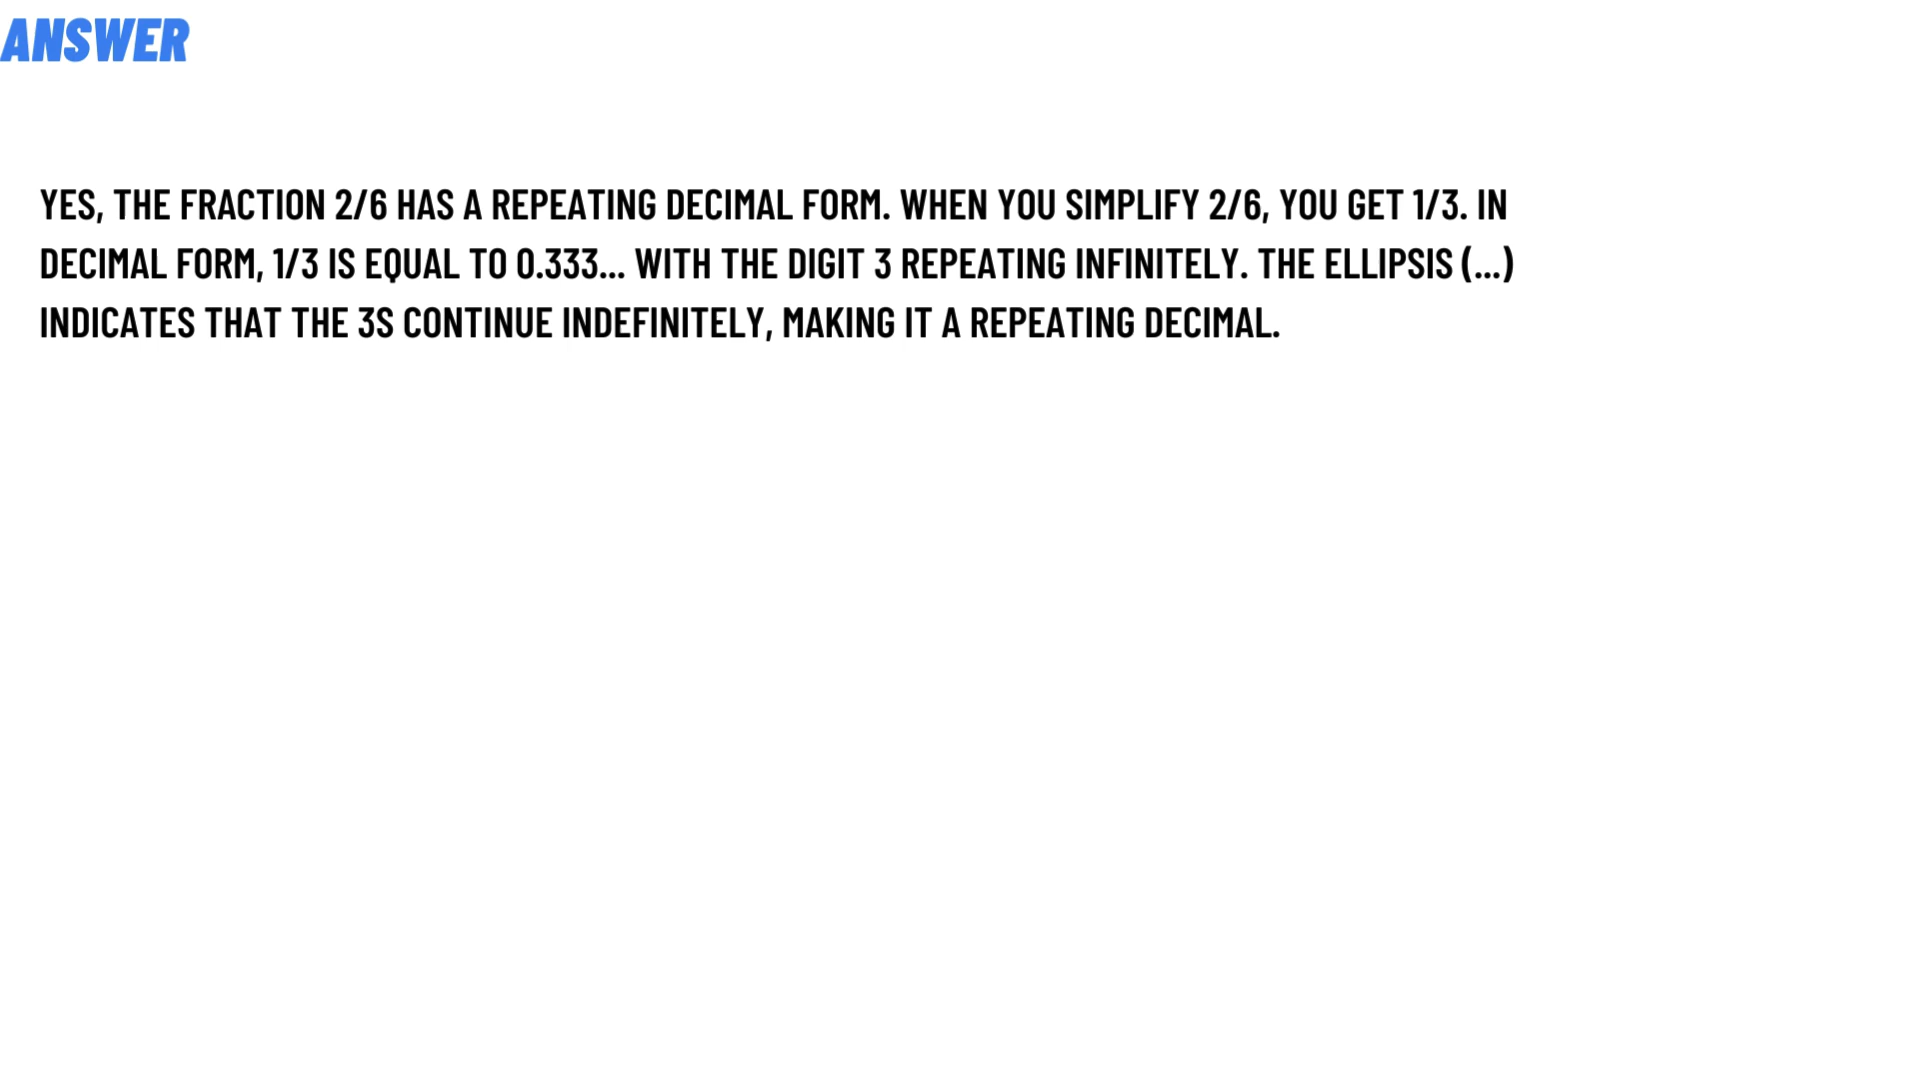 ANSWER
YES, THE FRACTION 2/6 HAS A REPEATING DECIMAL FORM. WHEN YOU SIMPLIFY 2/6, YOU GET 1/3. IN
DECIMAL FORM, 1/3 IS EQUAL TO 0.333... WITH THE DIGIT 3 REPEATING INFINITELY. THE ELLIPSIS (...)
INDICATES THAT THE 3S CONTINUE INDEFINITELY, MAKING IT A REPEATING DECIMAL.